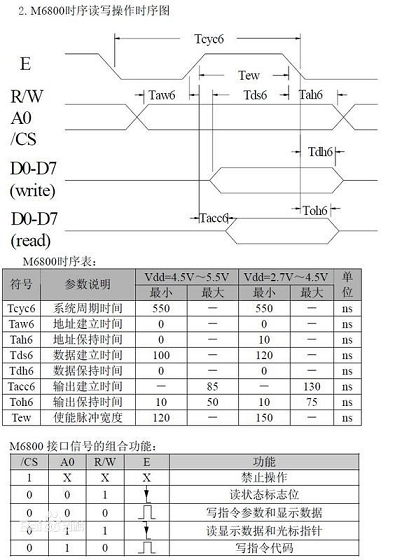 2. M6800时序读写操作时序图
Tcyc6
E
Tew
R/W
Taw6 Tds6 Tah6
A0
/CS
D0-D7
(write)
Tdh6
D0-D7
(read)
Tacc6 Toh6
M6800时序表:
符号 参数说明 Vdd=4.5V～5.5V Vdd=2.7V～4.5V 单位
最小 最大 最小 最大
Tcyc6 系统周期时间 550 — 550 — ns
Taw6 地址建立时间 0 — 0 — ns
Tah6 地址保持时间 0 — 10 — ns
Tds6 数据建立时间 100 — 120 — ns
Tdh6 数据保持时间 0 — 0 — ns
Tacc6 输出建立时间 — 85 — 130 ns
Toh6 输出保持时间 10 50 10 75 ns
Tew 使能脉冲宽度 120 — 150 — ns
M6800 接口信号的组合功能:
/CS A0 R/W E 功能
1 X X X 禁止操作
0 0 1 读状态标志位
0 0 0 写指令参数和显示数据
0 1 1 读显示数据和光标指针
0 1 0 写指令代码